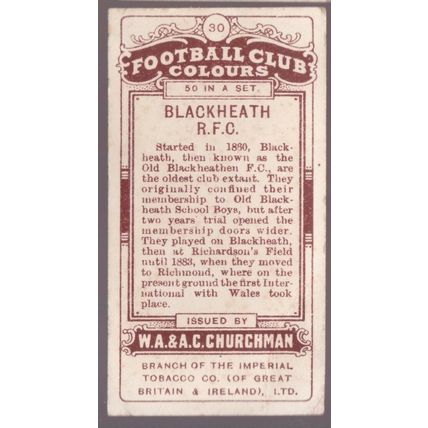 30
FOOTBALL CLUB
COLOURS
50 IN A SET.
BLACKHEATH
R.F.C.
Started in 1860, Black-
heath, then known as the
Old Blackheathen F.C., are
the oldest club extant. They
originally confined their
membership to Old Black-
heath School Boys, but after
two years' trial opened the
membership doors wider.
They played on Blackheath,
then at Richardson's Field
until 1883, when they moved
to Richmond, where on the
present ground the first Inter-
national with Wales took
place.
ISSUED BY
W.A.&A.C.CHURCHMAN
BRANCH OF THE IMPERIAL
TOBACCO CO. (OF GREAT
BRITAIN & IRELAND), LTD.